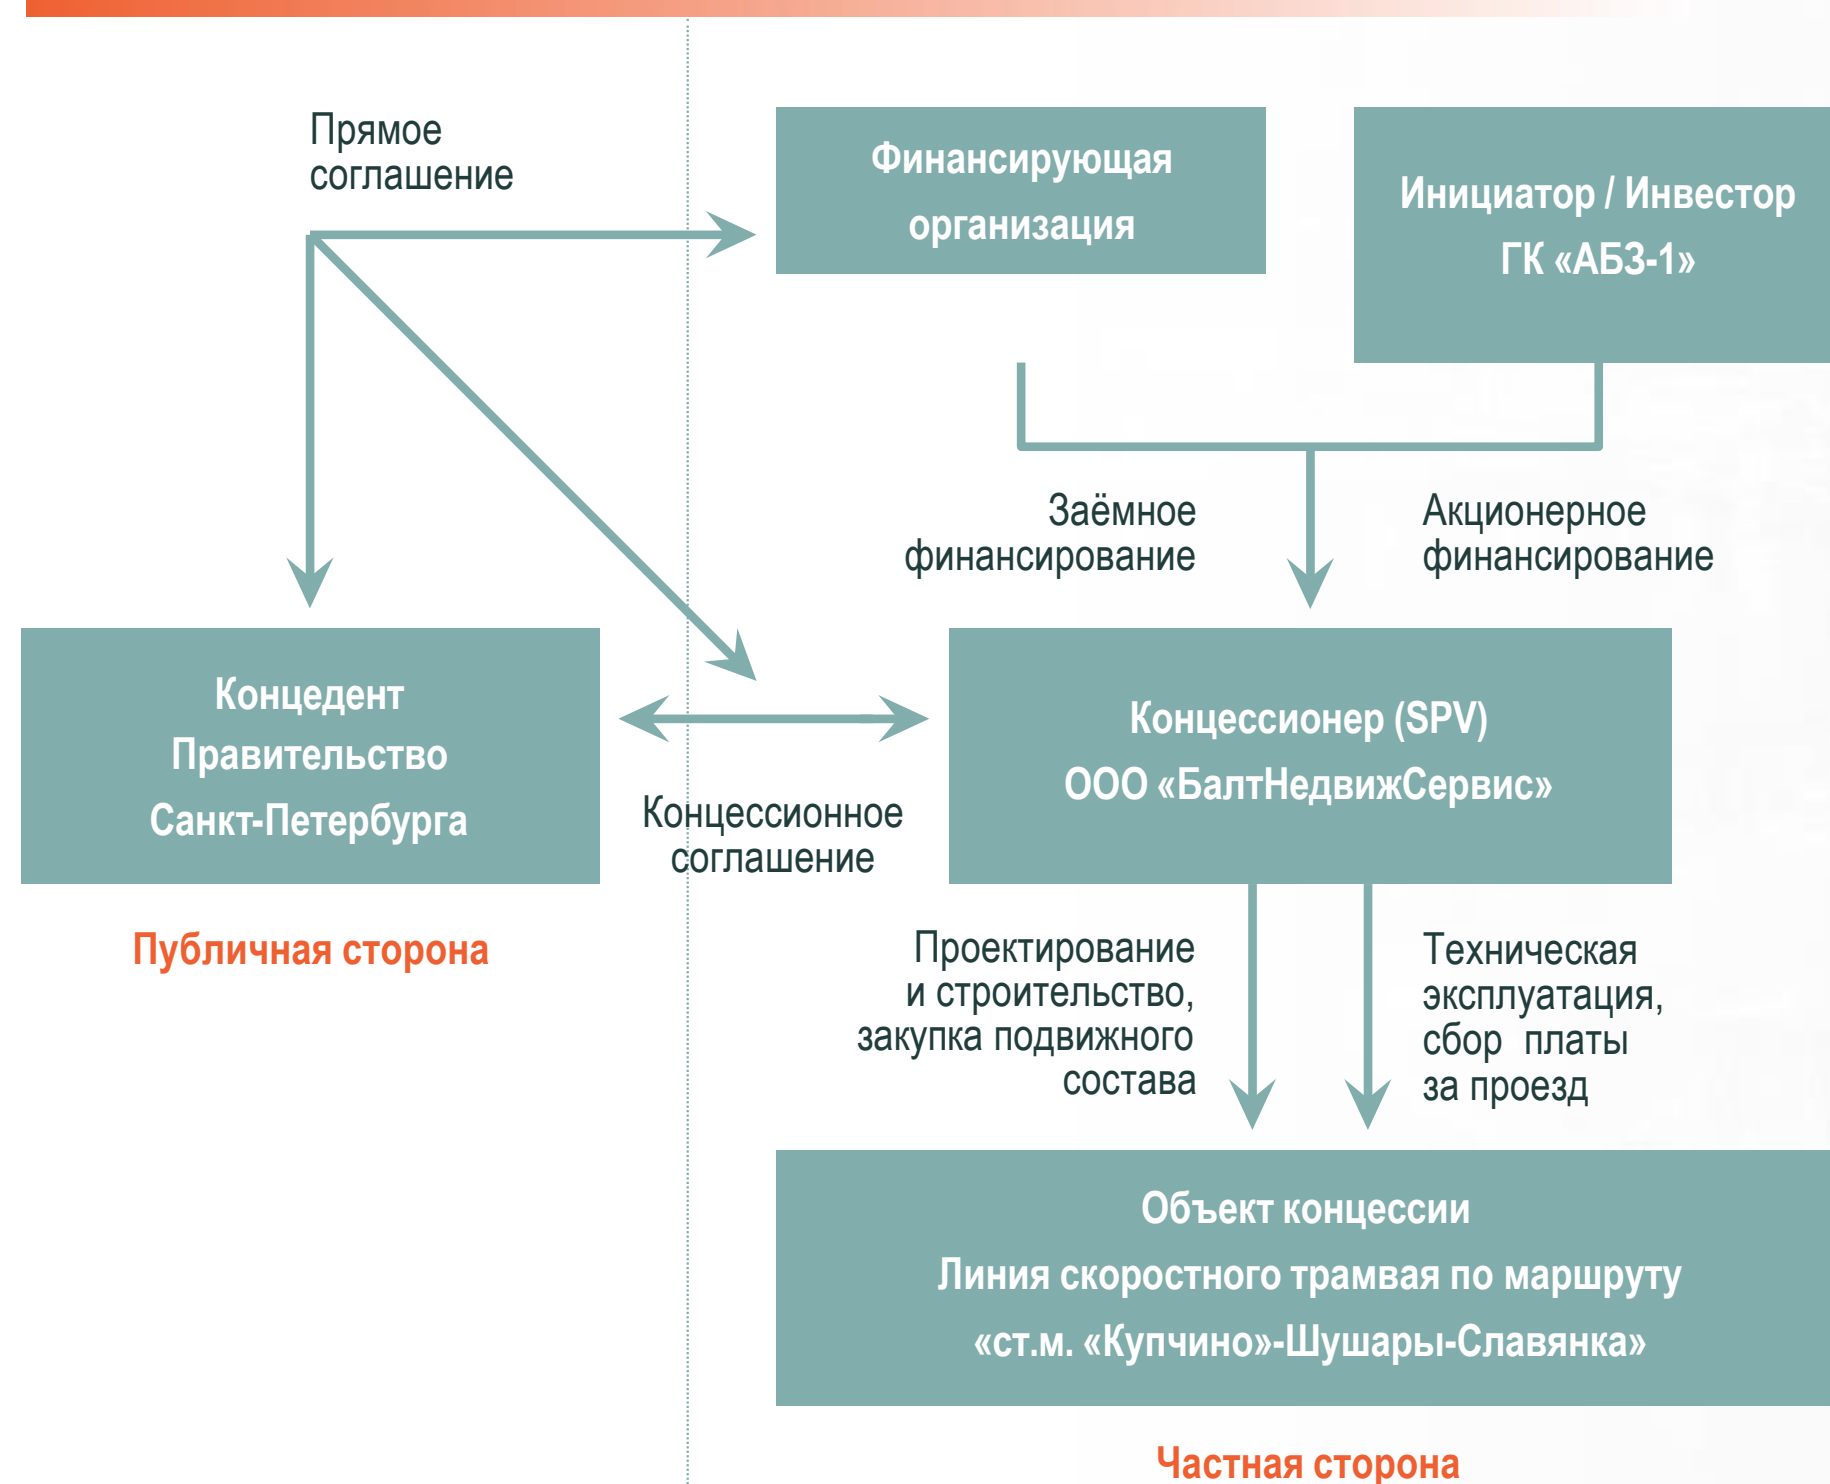 Прямое
соглашение
Финансирующая
организация
Инициатор / Инвестор
ГК «АБЗ-1»
Заёмное
финансирование
Акционерное
финансирование
Концедент
Правительство
Санкт-Петербурга
Концессионное
соглашение
Концессионер (SPV)
ООО «БалтНедвижСервис»
Публичная сторона
Проектирование
и строительство,
закупка подвижного
состава
Техническая
эксплуатация,
сбор платы
за проезд
Объект концессии
Линия скоростного трамвая по маршруту
«ст.м. «Купчино»-Шушары-Славянка»
Частная сторона